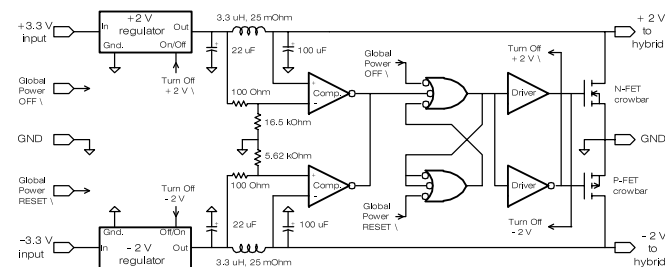 +3.3 V
input
In
+2 V
regulator
Out
Gnd.
On/Off
Turn Off
+ 2 V \
3.3 uH, 25 mOhm
22 uF
100 uF
+ 2 V
to
hybrid
Global
Power
OFF \
100 Ohm
+
-
Comp.
Global
Power
OFF \
Turn Off
+ 2 V \
Driver
N-FET
crowbar
16.5 kOhm
GND
GND
5.62 kOhm
Global
Power
RESET \
Turn Off
- 2 V
100 Ohm
+
-
Comp.
Global
Power
RESET \
Driver
P-FET
crowbar
Turn Off
- 2 V
22 uF
100 uF
Gnd.
Off/On
-3.3 V
input
In
- 2 V
regulator
Out
3.3 uH, 25 mOhm
- 2 V
to
hybrid